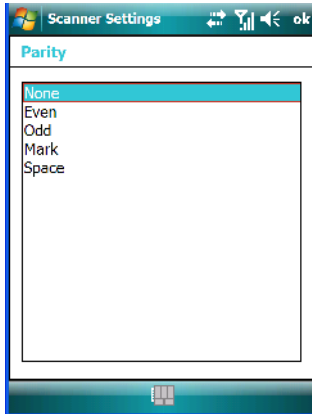 Scanner Settings ok
Parity
None
Even
Odd
Mark
Space